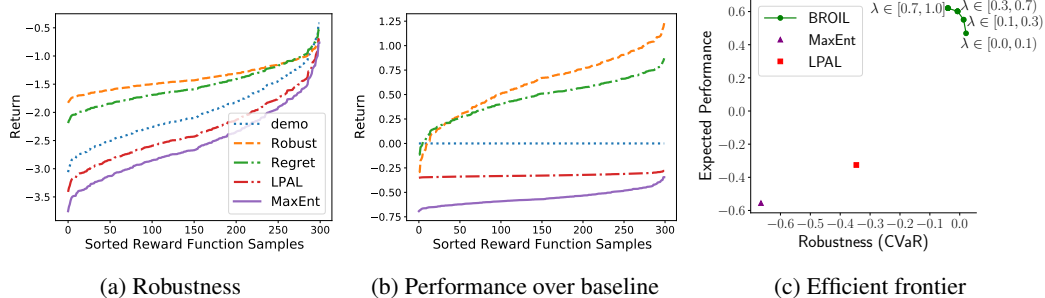 −0.5
−1.0
−1.5
−2.0
−2.5
−3.0
−3.5
Return
0 50 100 150 200 250 300
Sorted Reward Function Samples
demo
Robust
Regret
LPAL
MaxEnt
(a) Robustness
1.25
1.00
0.75
0.50
0.25
0.00
−0.25
−0.50
−0.75
Return
0 50 100 150 200 250 300
Sorted Reward Function Samples
(b) Performance over baseline
0.6
0.4
0.2
0.0
−0.2
−0.4
−0.6
Expected Performance
BROIL
MaxEnt
LPAL
λ ∈ [0.7, 1.0]
λ ∈ [0.3, 0.7)
λ ∈ [0.1, 0.3)
λ ∈ [0.0, 0.1)
−0.6 −0.5 −0.4 −0.3 −0.2 −0.1 0.0
Robustness (CVaR)
(c) Efficient frontier